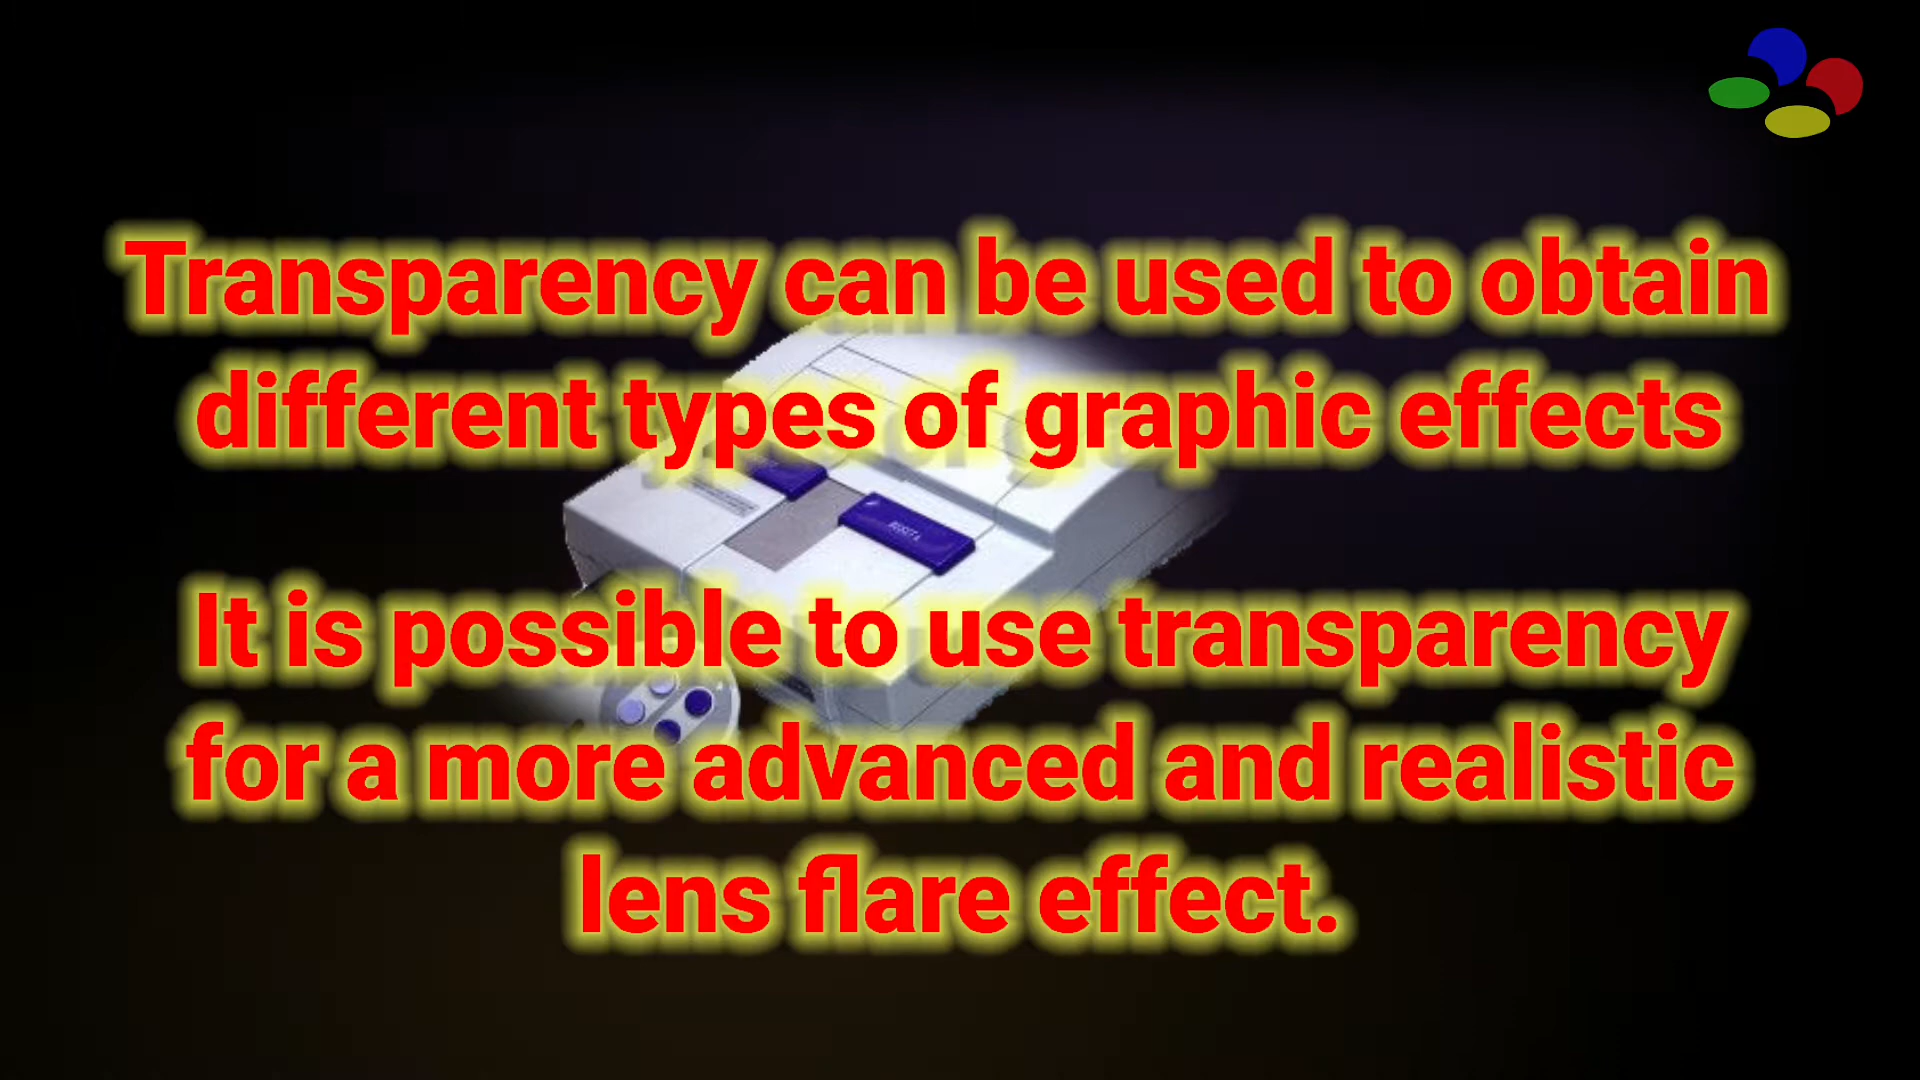 Transparency can be used to obtain
different types of graphic effects
It is possible to use transparency
for a more advanced and realistic
lens flare effect.